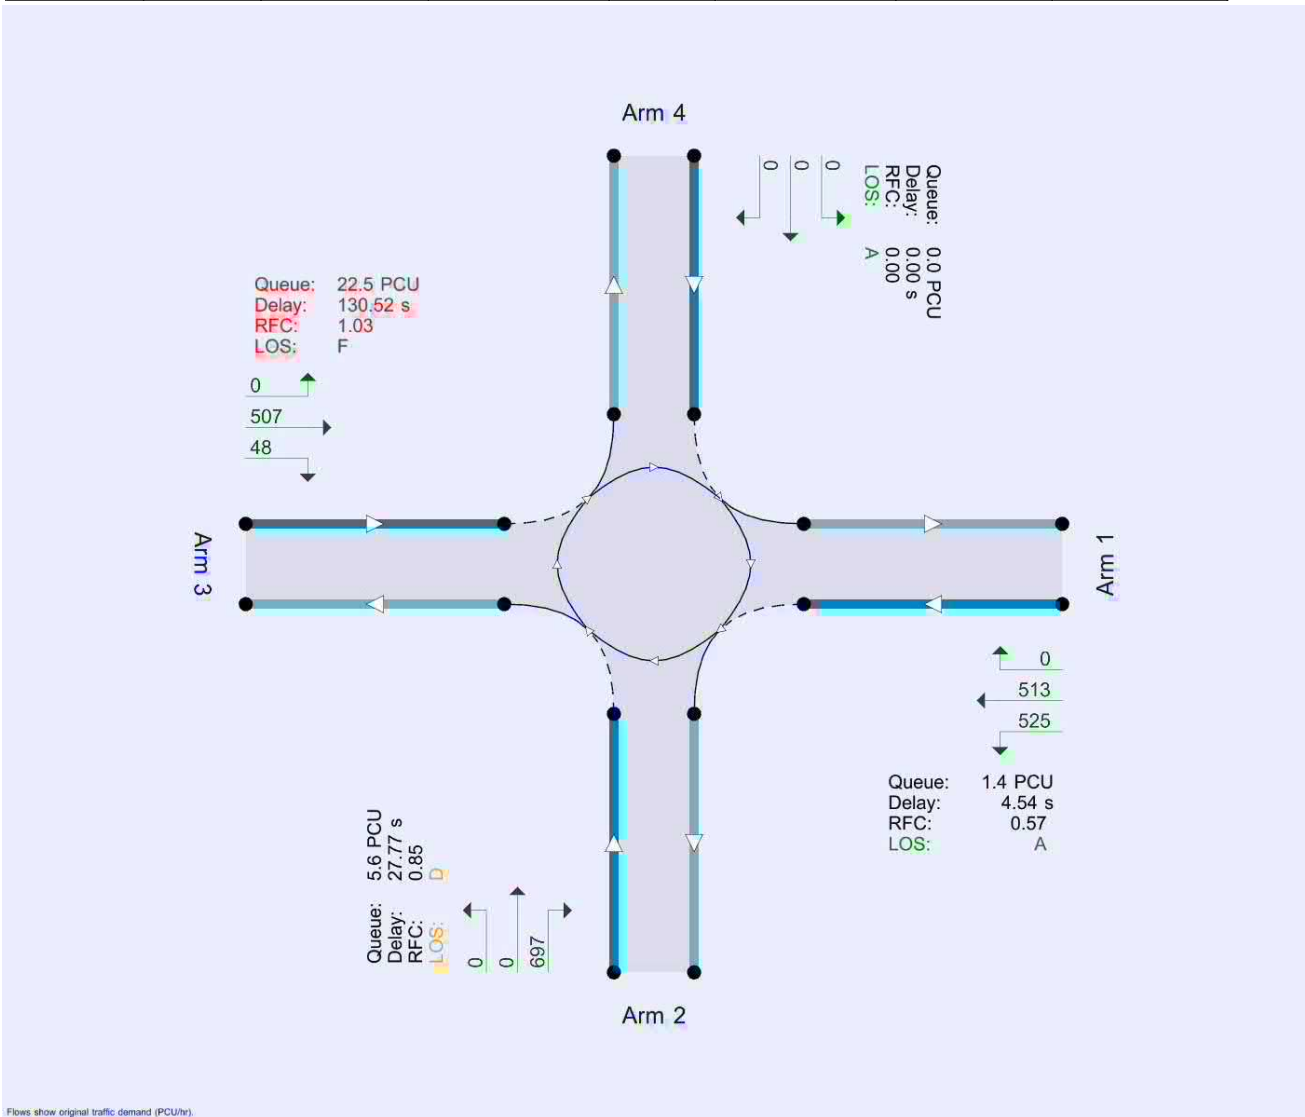 Arm 4
0
0
0
Queue: 0.0 PCU
Delay: 0.00 s
RFC: 0.00
LOS: A
Queue: 22.5 PCU
Delay: 130.52 s
RFC: 1.03
LOS: F
0
507
48
Arm 3
Arm 1
0
513
525
Queue: 1.4 PCU
Delay: 4.54 s
RFC: 0.57
LOS: A
Queue: 5.6 PCU
Delay: 27.77 s
RFC: 0.85
LOS: D
0
0
697
Arm 2
Flows show original traffic demand (PCU/hr).